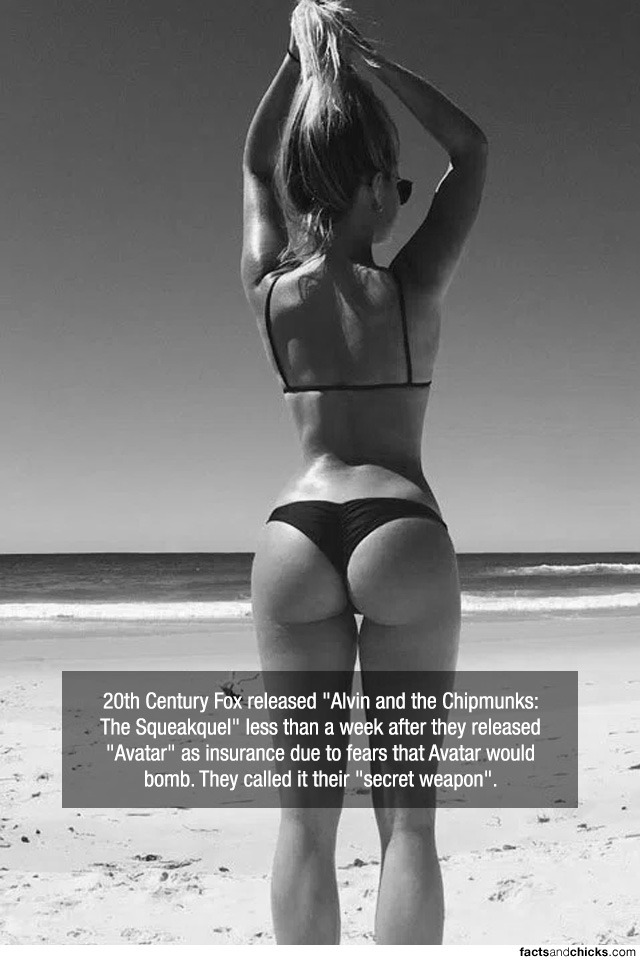 20th Century Fox released "Alvin and the Chipmunks:
The Squeakquel" less than a week after they released
"Avatar" as insurance due to fears that Avatar would
bomb. They called it their "secret weapon".
factsandchicks.com